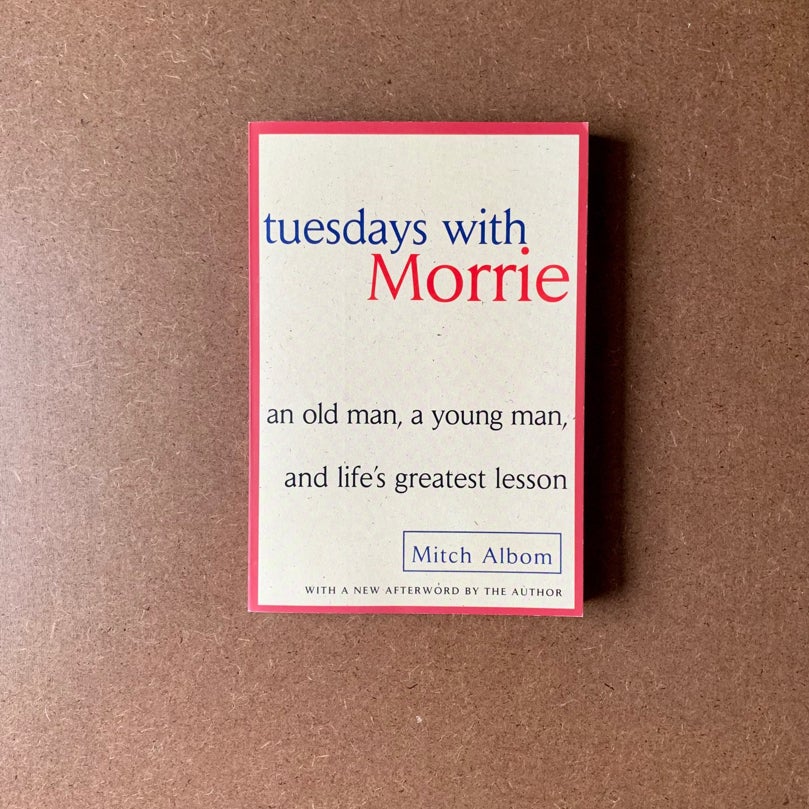 tuesdays with
Morrie
an old man, a young man,
and life's greatest lesson
Mitch Albom
WITH A NEW AFTERWORD BY THE AUTHOR